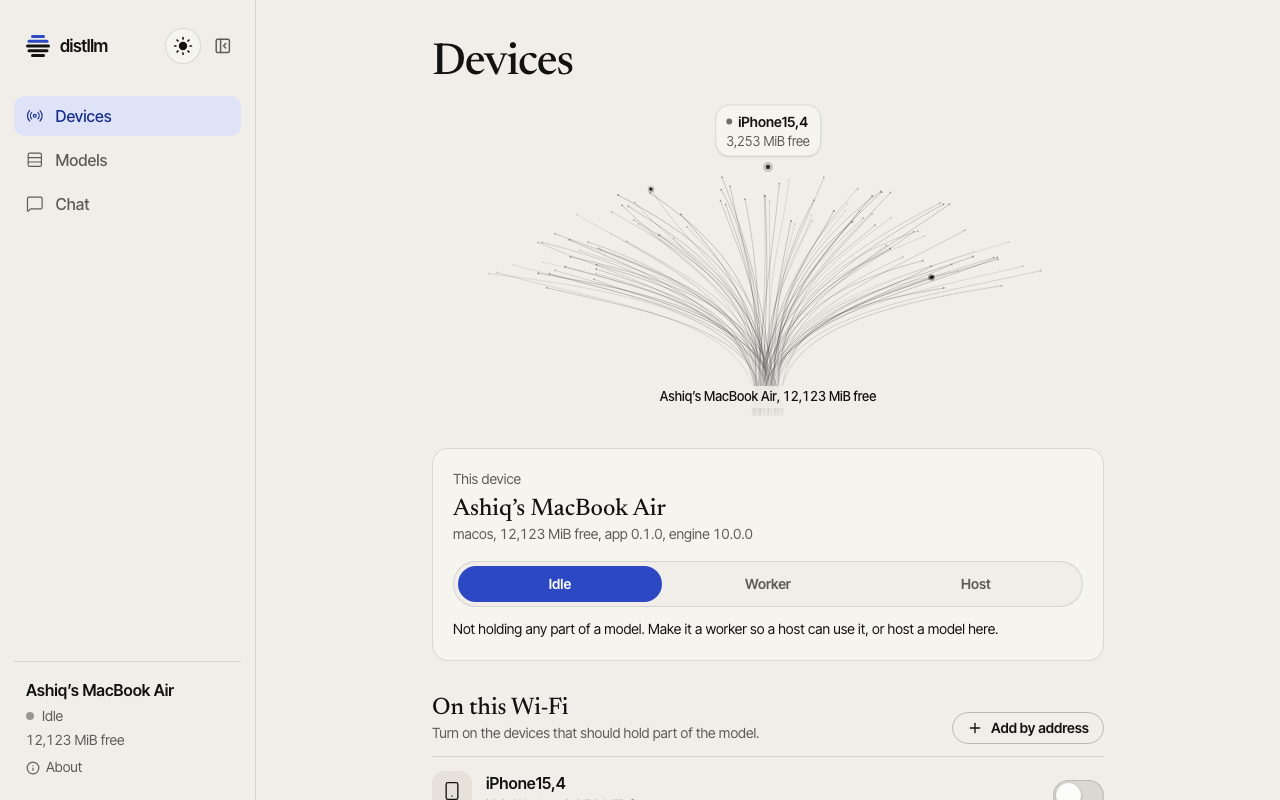 distllm
Devices
Models
Chat
Devices
iPhone15,4
3,253 MiB free
Ashiq's MacBook Air, 12,123 MiB free
This device
Ashiq's MacBook Air
macos, 12,123 MiB free, app 0.1.0, engine 10.0.0
Idle
Worker
Host
Not holding any part of a model. Make it a worker so a host can use it, or host a model here.
On this Wi-Fi
Turn on the devices that should hold part of the model.
Add by address
iPhone15,4
Ashiq's MacBook Air
Idle
12,123 MiB free
About